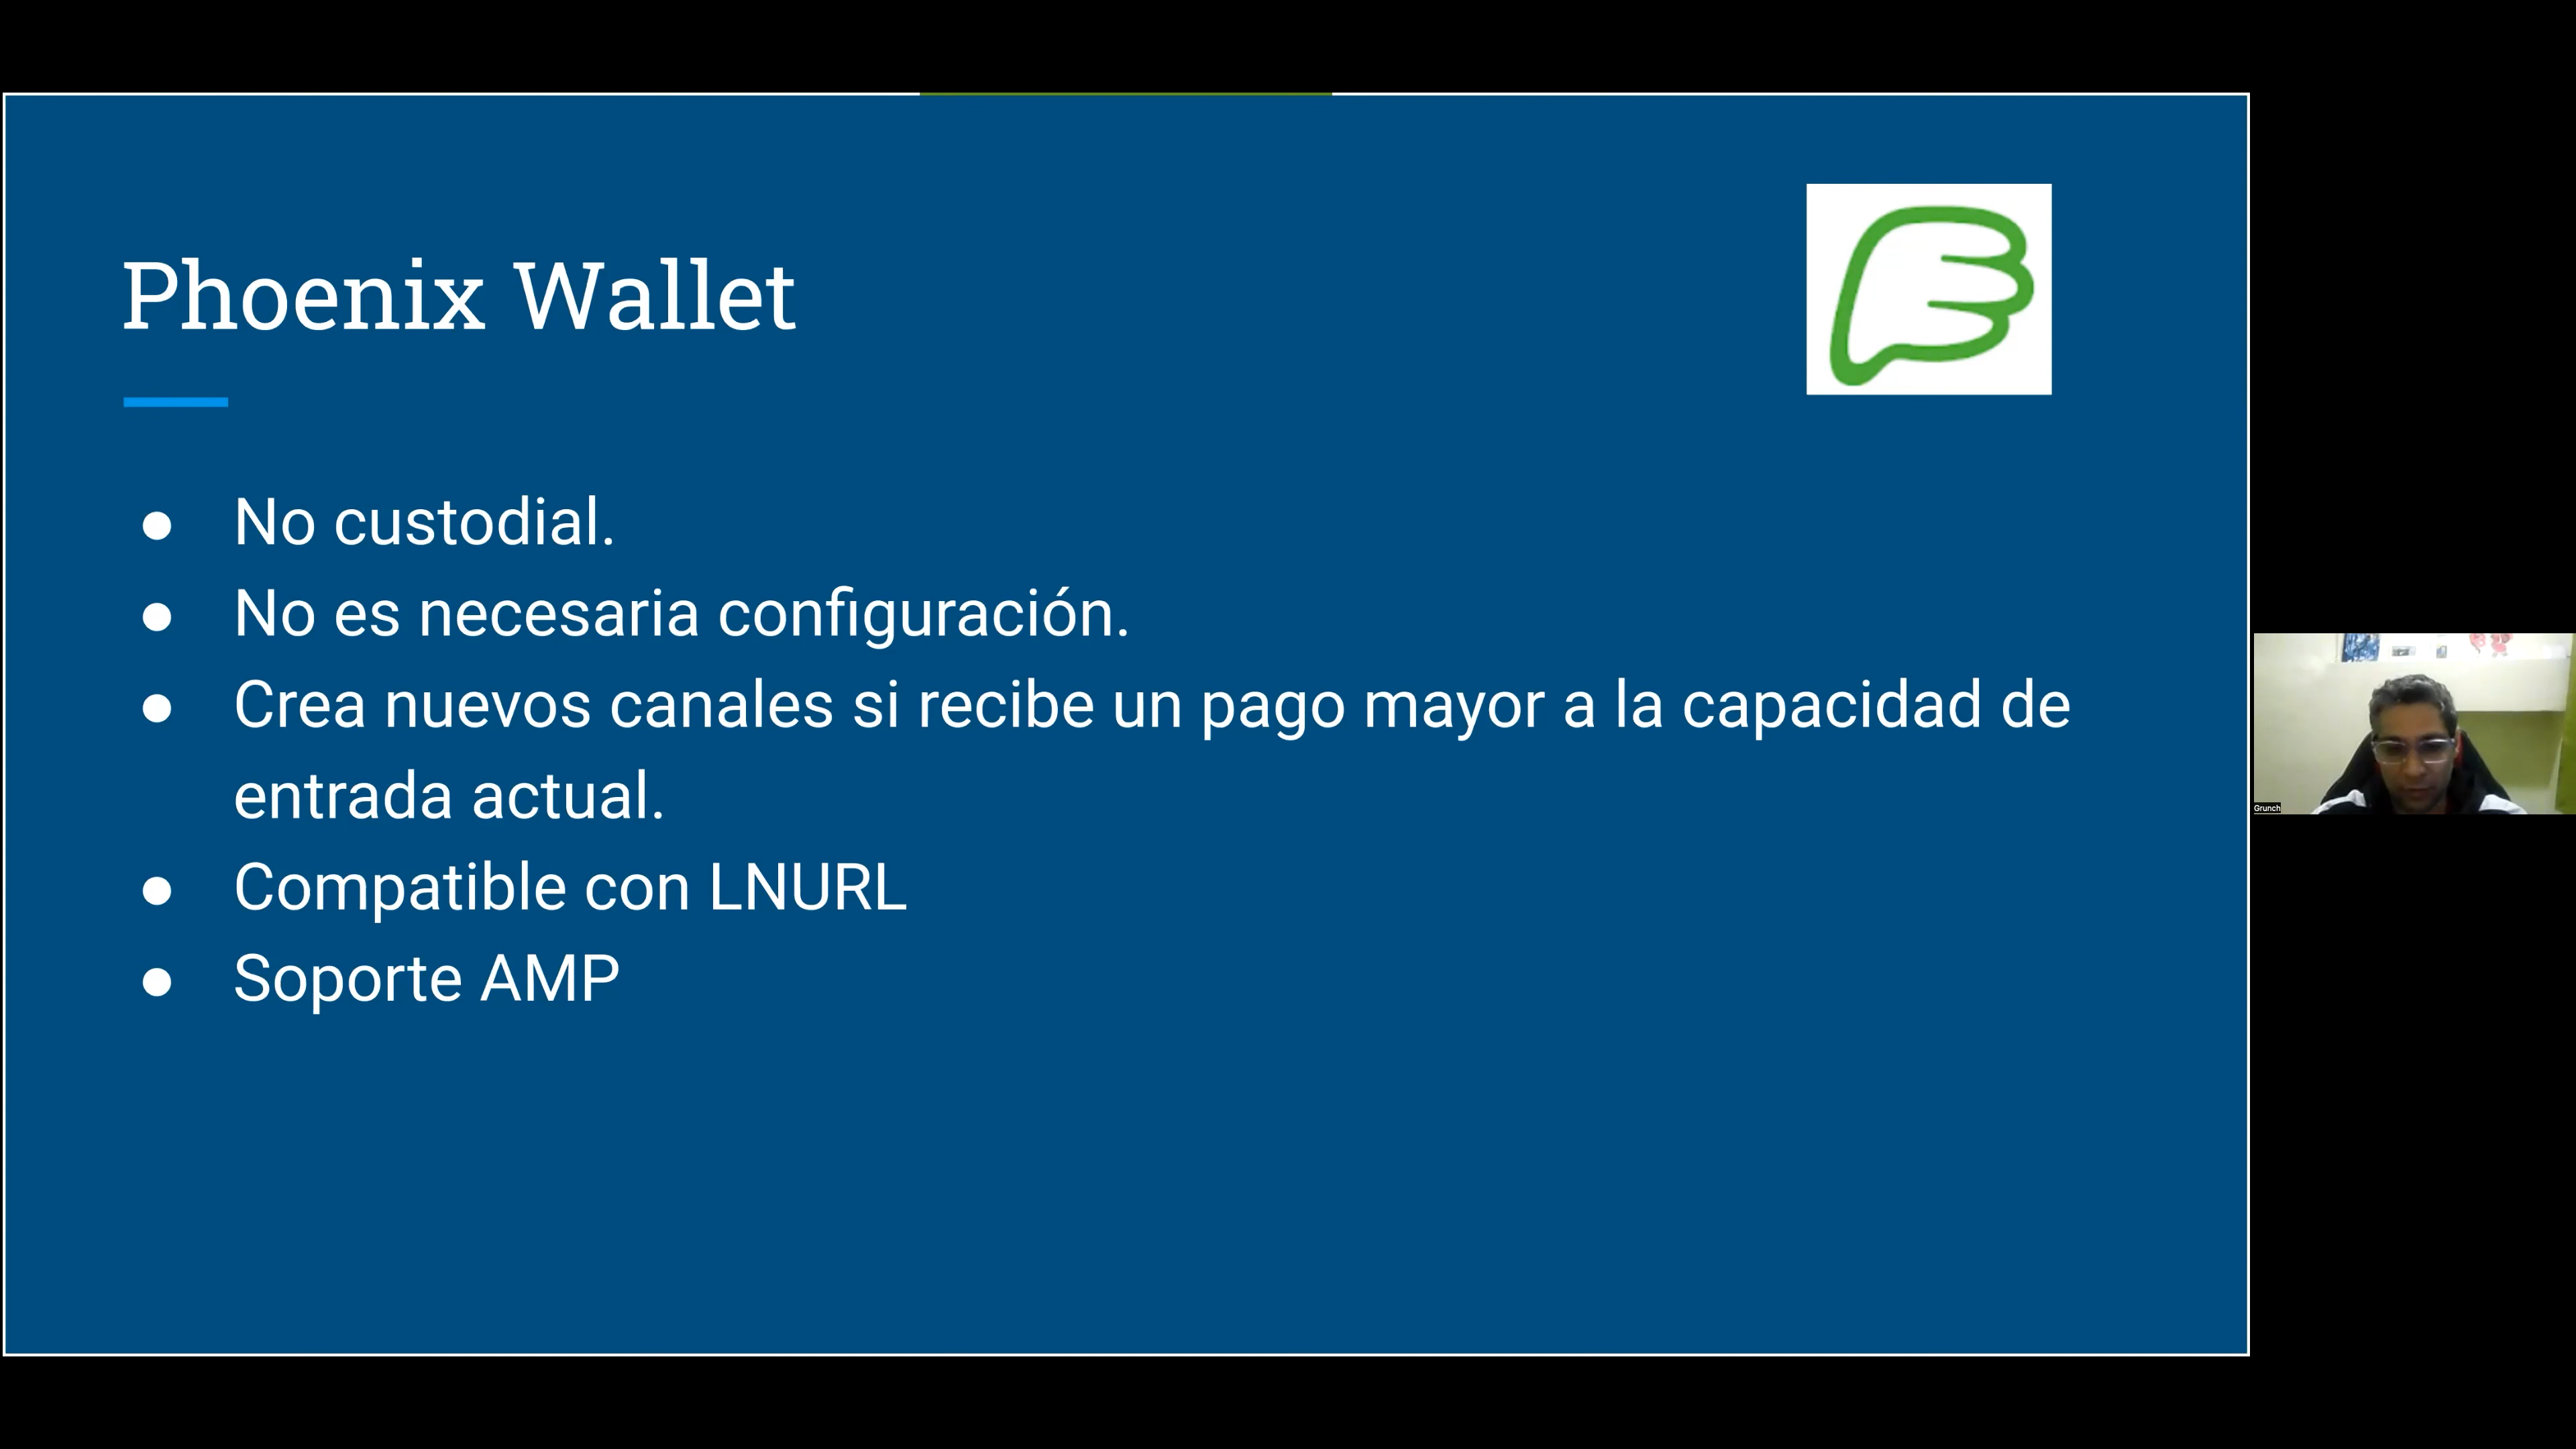 Phoenix Wallet
● No custodial.
● No es necesaria configuración.
● Crea nuevos canales si recibe un pago mayor a la capacidad de
entrada actual.
● Compatible con LNURL
● Soporte AMP
Grunch